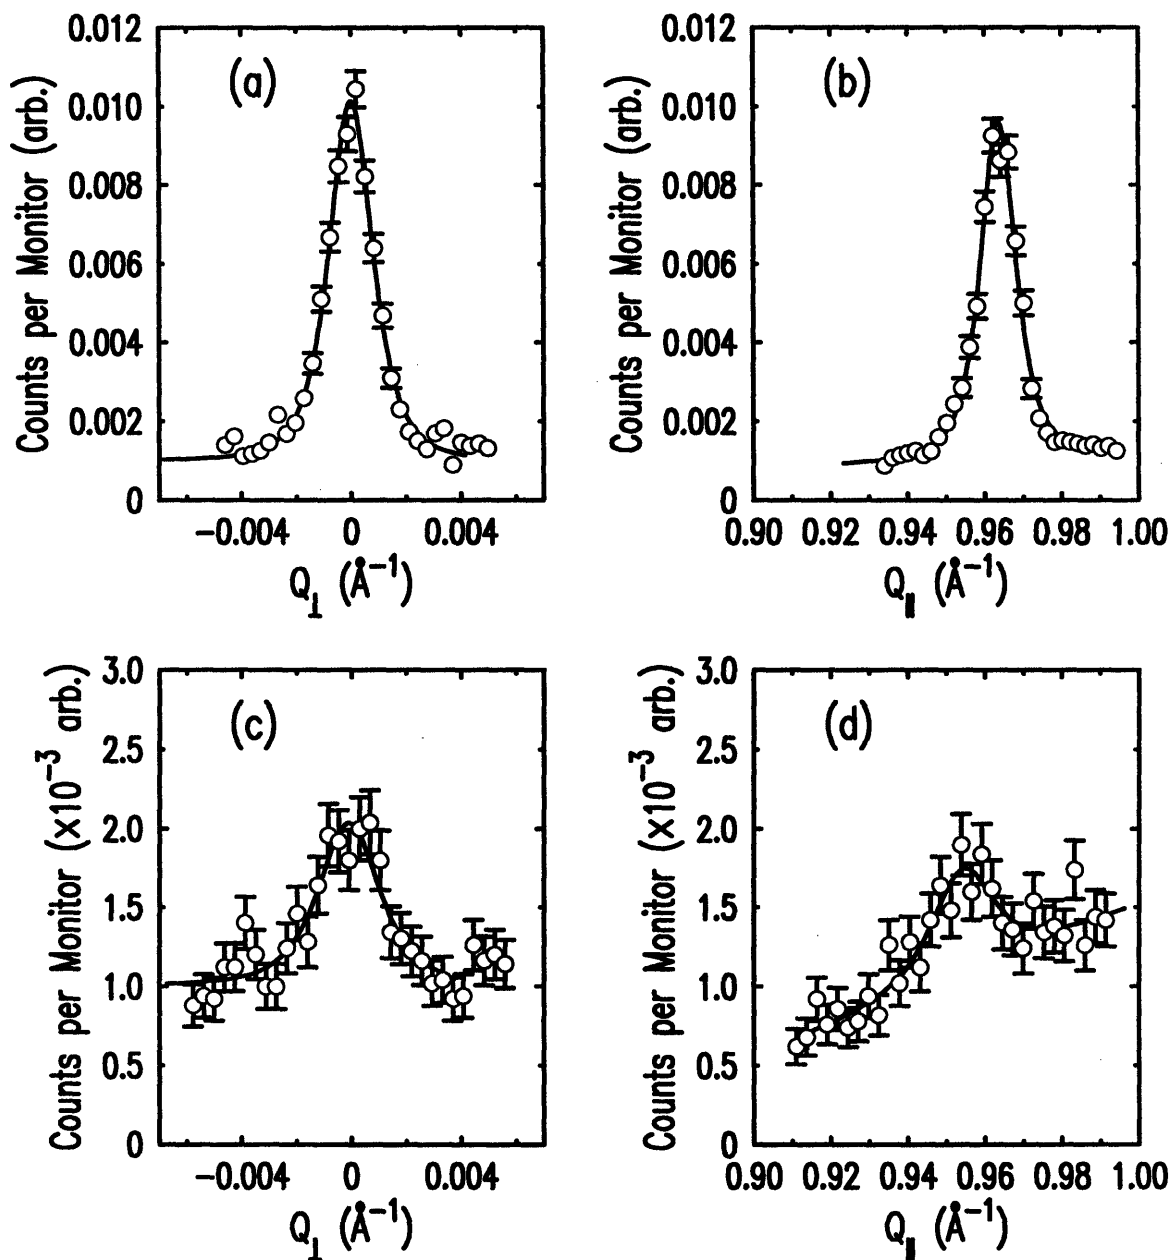 (a)
Counts per Monitor (arb.)
0.012
0.010
0.008
0.006
0.004
0.002
0
-0.004 0 0.004
Q⊥ (Å⁻¹)
(b)
Counts per Monitor (arb.)
0.012
0.010
0.008
0.006
0.004
0.002
0
0.90 0.92 0.94 0.96 0.98 1.00
Q∥ (Å⁻¹)
(c)
Counts per Monitor (×10⁻³ arb.)
3.0
2.5
2.0
1.5
1.0
0.5
0
-0.004 0 0.004
Q⊥ (Å⁻¹)
(d)
Counts per Monitor (×10⁻³ arb.)
3.0
2.5
2.0
1.5
1.0
0.5
0
0.90 0.92 0.94 0.96 0.98 1.00
Q∥ (Å⁻¹)